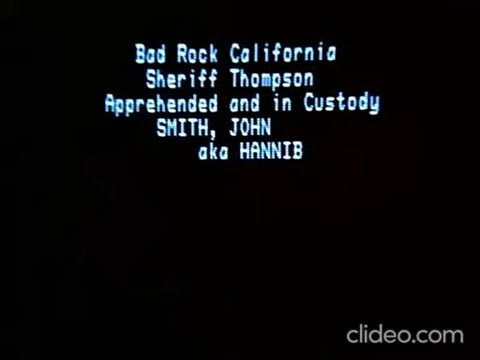 Bad Rock California
Sheriff Thompson
Apprehended and in Custody
SMITH, JOHN
aka HANNIB
clideo.com